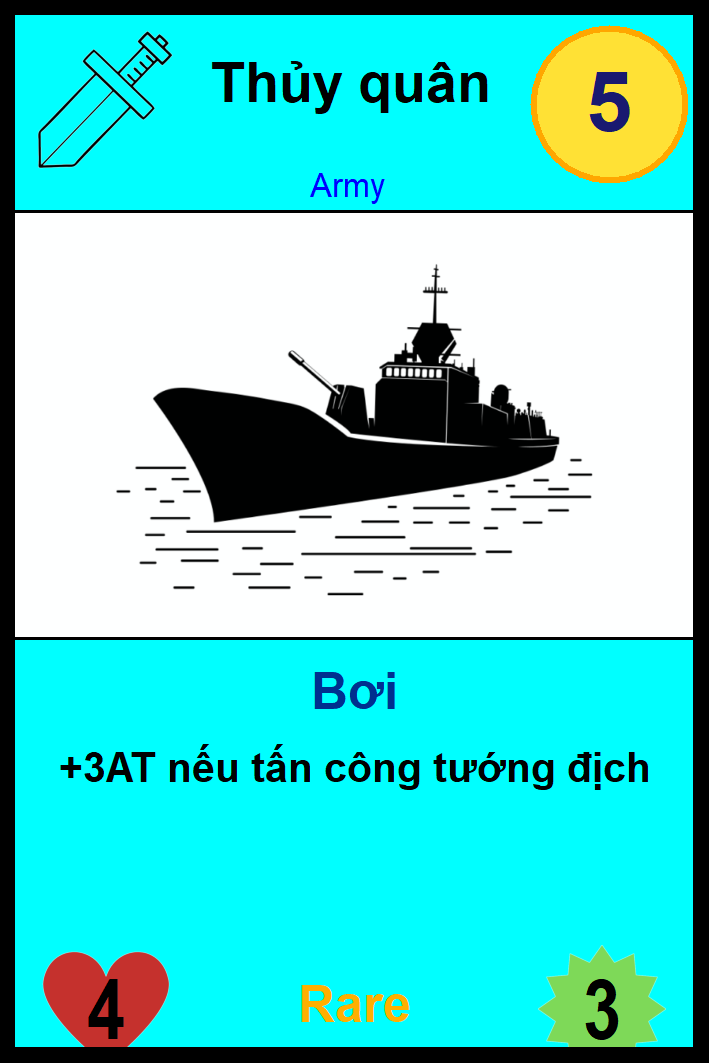 Thủy quân
5
Army
Bơi
+3AT nếu tấn công tướng địch
4
Rare
3